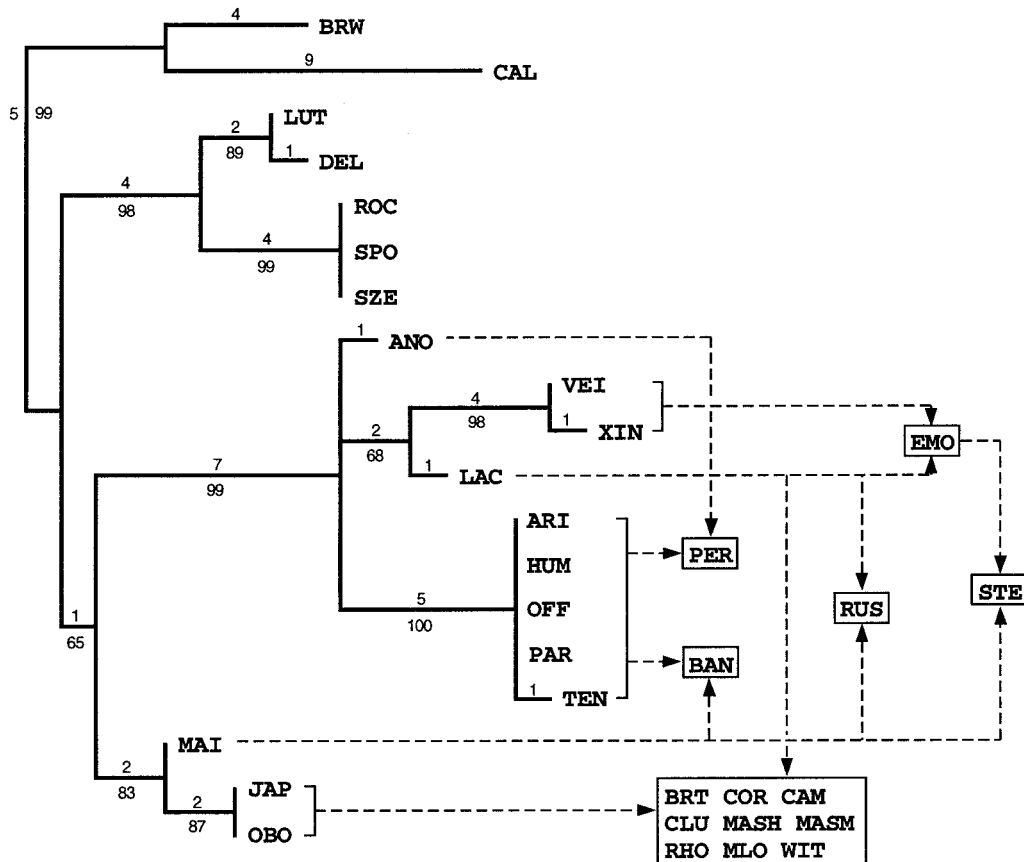 4
BRW
9
CAL
5 99
LUT
2
89
1
DEL
4
98
ROC
4
99
SPO
SZE
1
ANO
VEI
4
98
1
XIN
EMO
2
68
1
LAC
7
99
ARI
HUM
PER
OFF
5
100
STE
RUS
1
65
PAR
BAN
1
TEN
MAI
2
83
JAP
2
87
OBO
BRT COR CAM
CLU MASH MASM
RHO MLO WIT